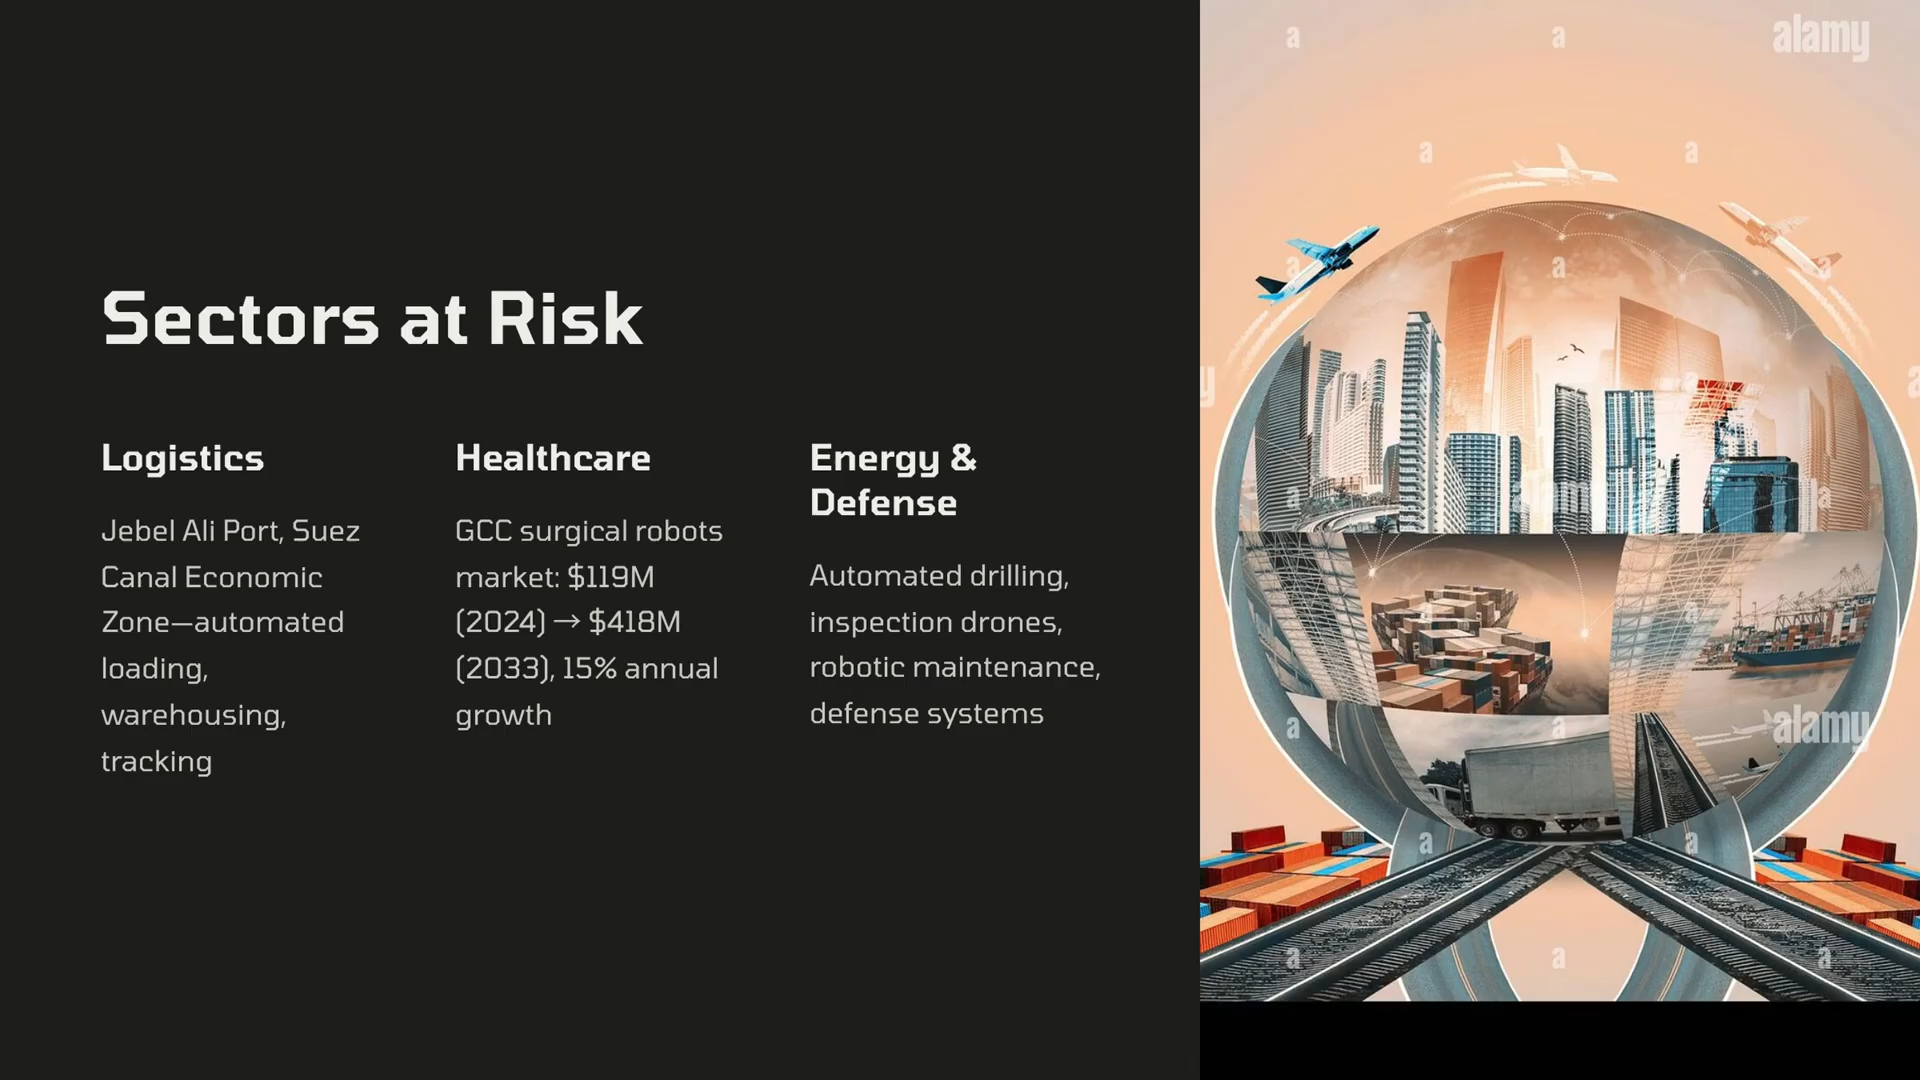 Sectors at Risk
Logistics
Jebel Ali Port, Suez
Canal Economic
Zone—automated
loading,
warehousing,
tracking
Healthcare
GCC surgical robots
market: $119M
(2024) → $418M
(2033), 15% annual
growth
Energy &
Defense
Automated drilling,
inspection drones,
robotic maintenance,
defense systems
a a alamy
a a
a a a
a
a alamy a
a a
a a alamy
a a
a a a